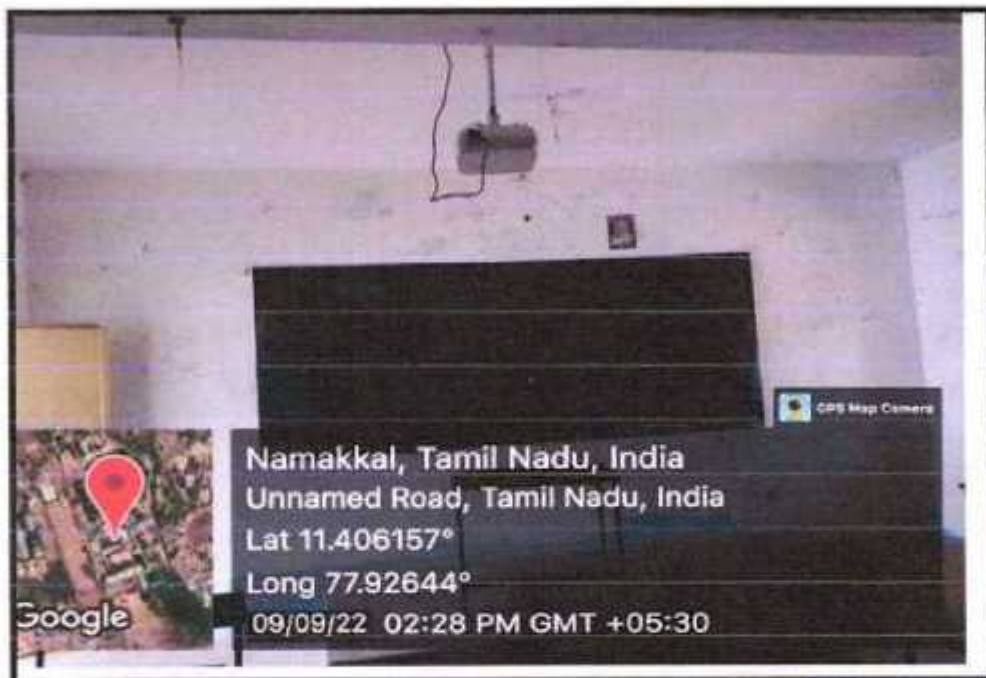 GPS Map Camera
Namakkal, Tamil Nadu, India
Unnamed Road, Tamil Nadu, India
Lat 11.406157°
Long 77.92644°
09/09/22 02:28 PM GMT +05:30
Google